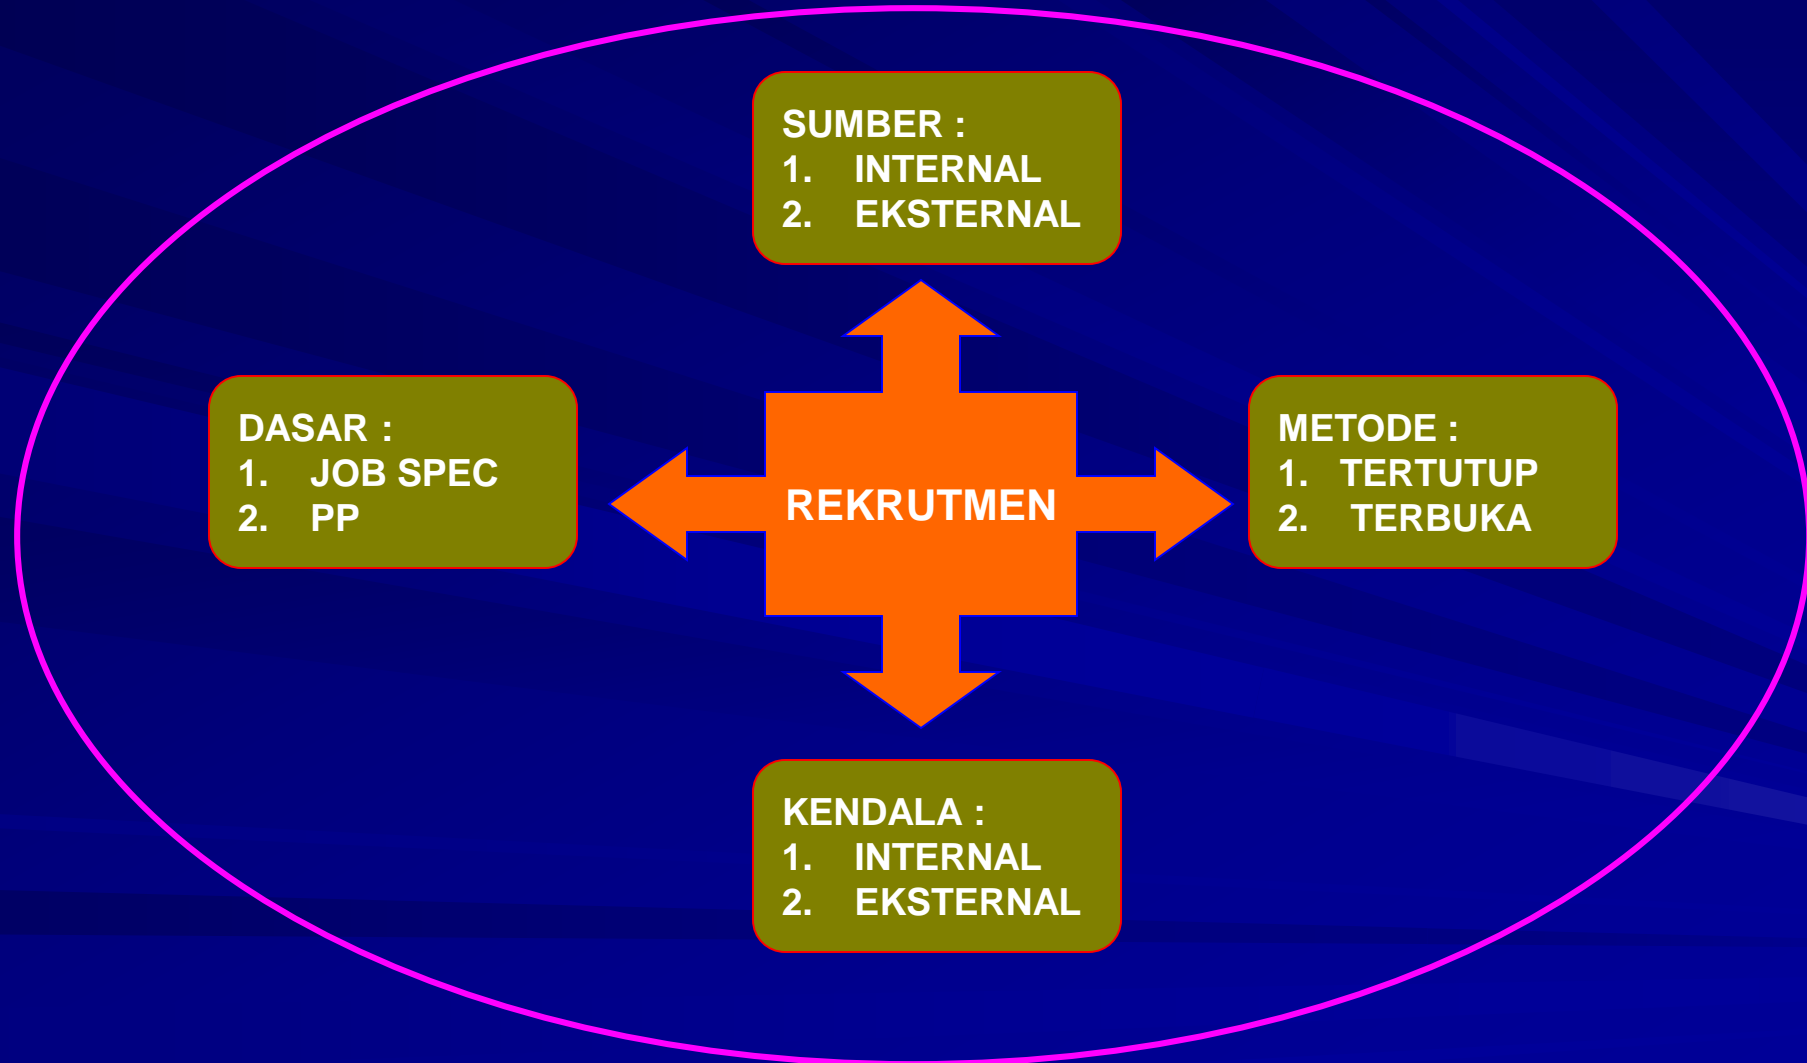 SUMBER :
1. INTERNAL
2. EKSTERNAL
DASAR :
1. JOB SPEC
2. PP
REKRUTMEN
METODE :
1. TERTUTUP
2. TERBUKA
KENDALA :
1. INTERNAL
2. EKSTERNAL